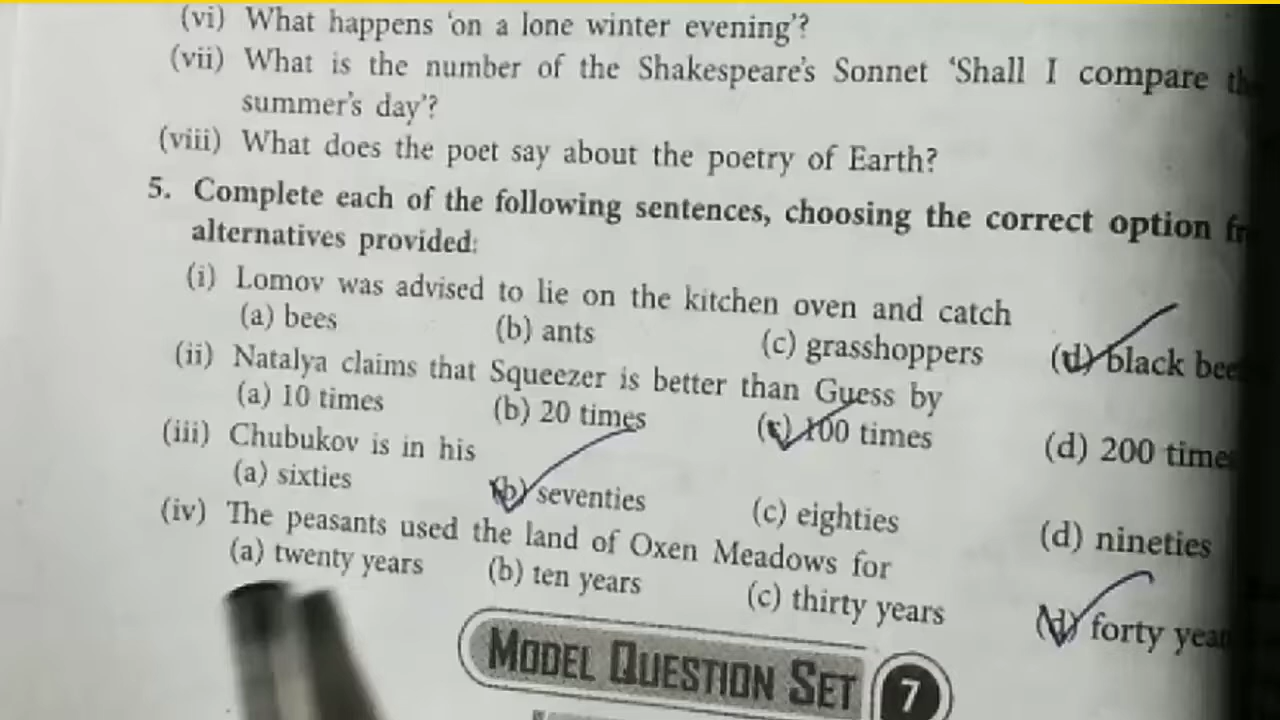 (vi) What happens 'on a lone winter evening'?
(vii) What is the number of the Shakespeare's Sonnet 'Shall I compare
summer's day'?
(viii) What does the poet say about the poetry of Earth?
5. Complete each of the following sentences, choosing the correct option
alternatives provided:
(i) Lomov was advised to lie on the kitchen oven and catch
(a) bees (b) ants (c) grasshoppers (d) black
(ii) Natalya claims that Squeezer is better than Guess by
(a) 10 times (b) 20 times (c) 100 times (d) 200
(iii) Chubukov is in his
(a) sixties (b) seventies (c) eighties (d) nineties
(iv) The peasants used the land of Oxen Meadows for
(a) twenty years (b) ten years (c) thirty years (d) forty
MODEL QUESTION SET 7